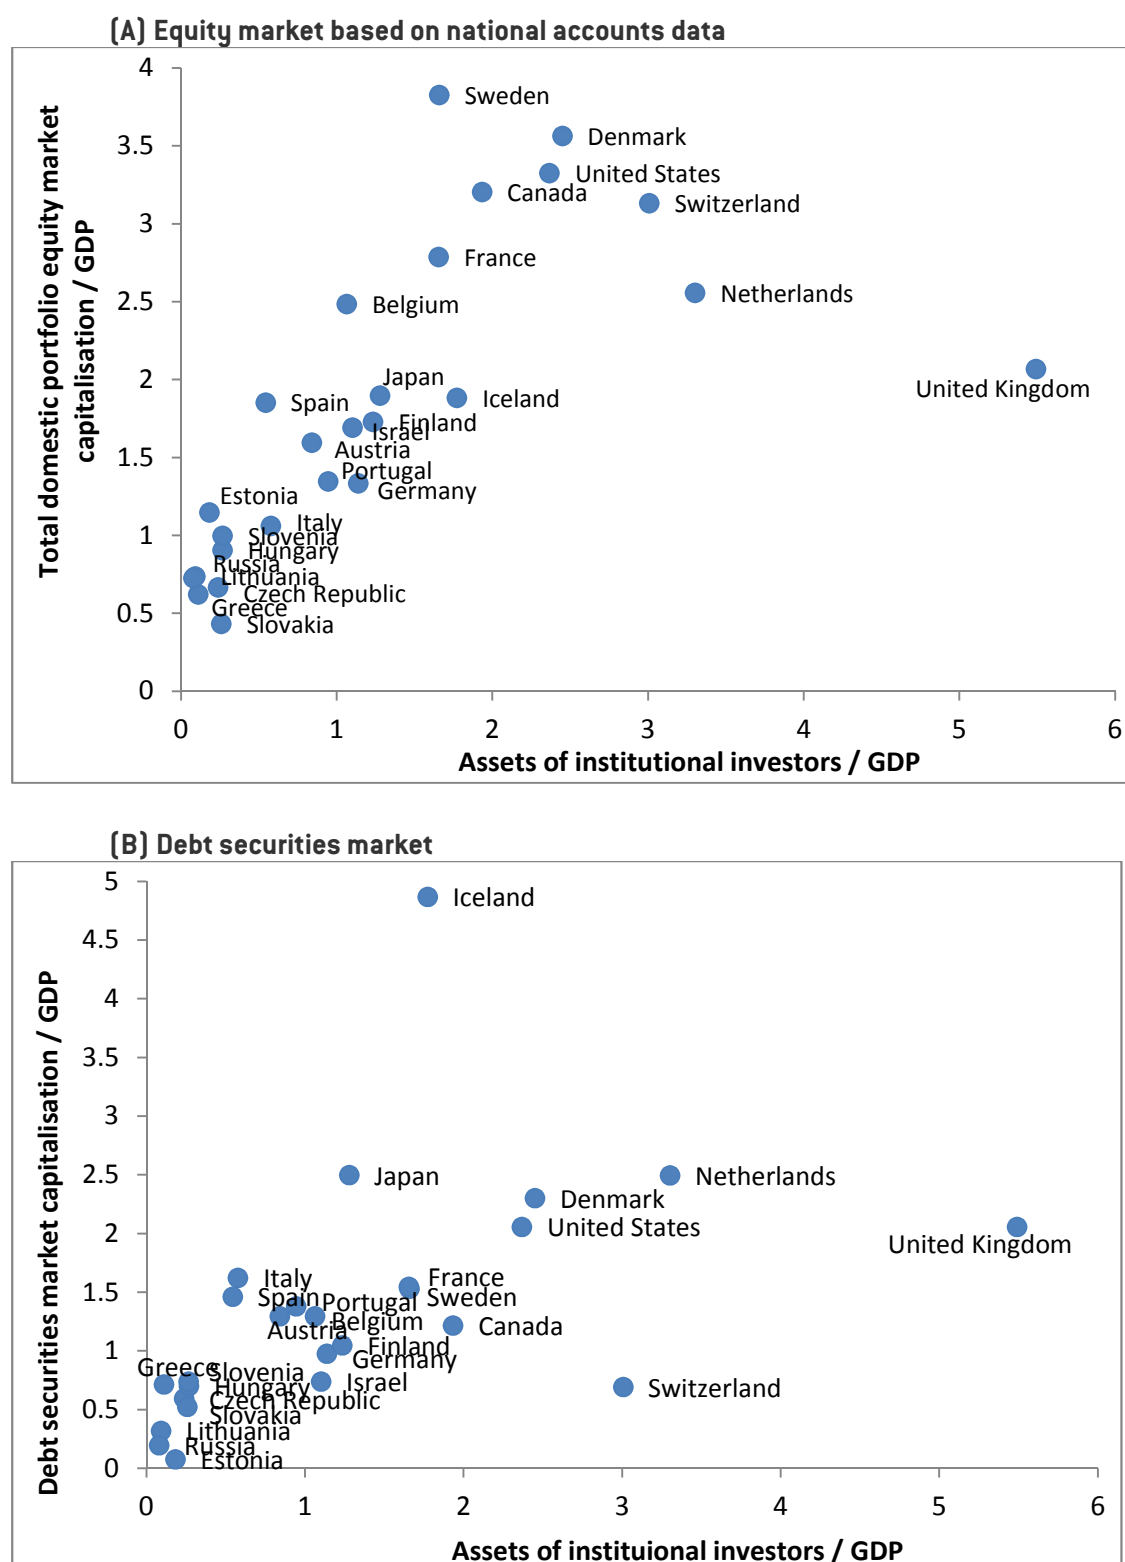 (A) Equity market based on national accounts data
Total domestic portfolio equity market
capitalisation / GDP
4
3.5
3
2.5
2
1.5
1
0.5
0
Sweden
Denmark
United States
Canada
Switzerland
France
Netherlands
Belgium
Japan
United Kingdom
Iceland
Spain
Finland
Israel
Austria
Portugal
Germany
Estonia
Italy
Slovenia
Hungary
Russia
Lithuania
Czech Republic
Greece
Slovakia
0 1 2 3 4 5 6
Assets of institutional investors / GDP
(B) Debt securities market
Debt securities market capitalisation / GDP
5
4.5
4
3.5
3
2.5
2
1.5
1
0.5
0
Iceland
Japan
Netherlands
Denmark
United States
United Kingdom
Italy
France
Spain
Sweden
Portugal
Belgium
Canada
Austria
Finland
Germany
Greece
Slovenia
Israel
Hungary
Switzerland
Czech Republic
Slovakia
Lithuania
Russia
Estonia
0 1 2 3 4 5 6
Assets of instituional investors / GDP